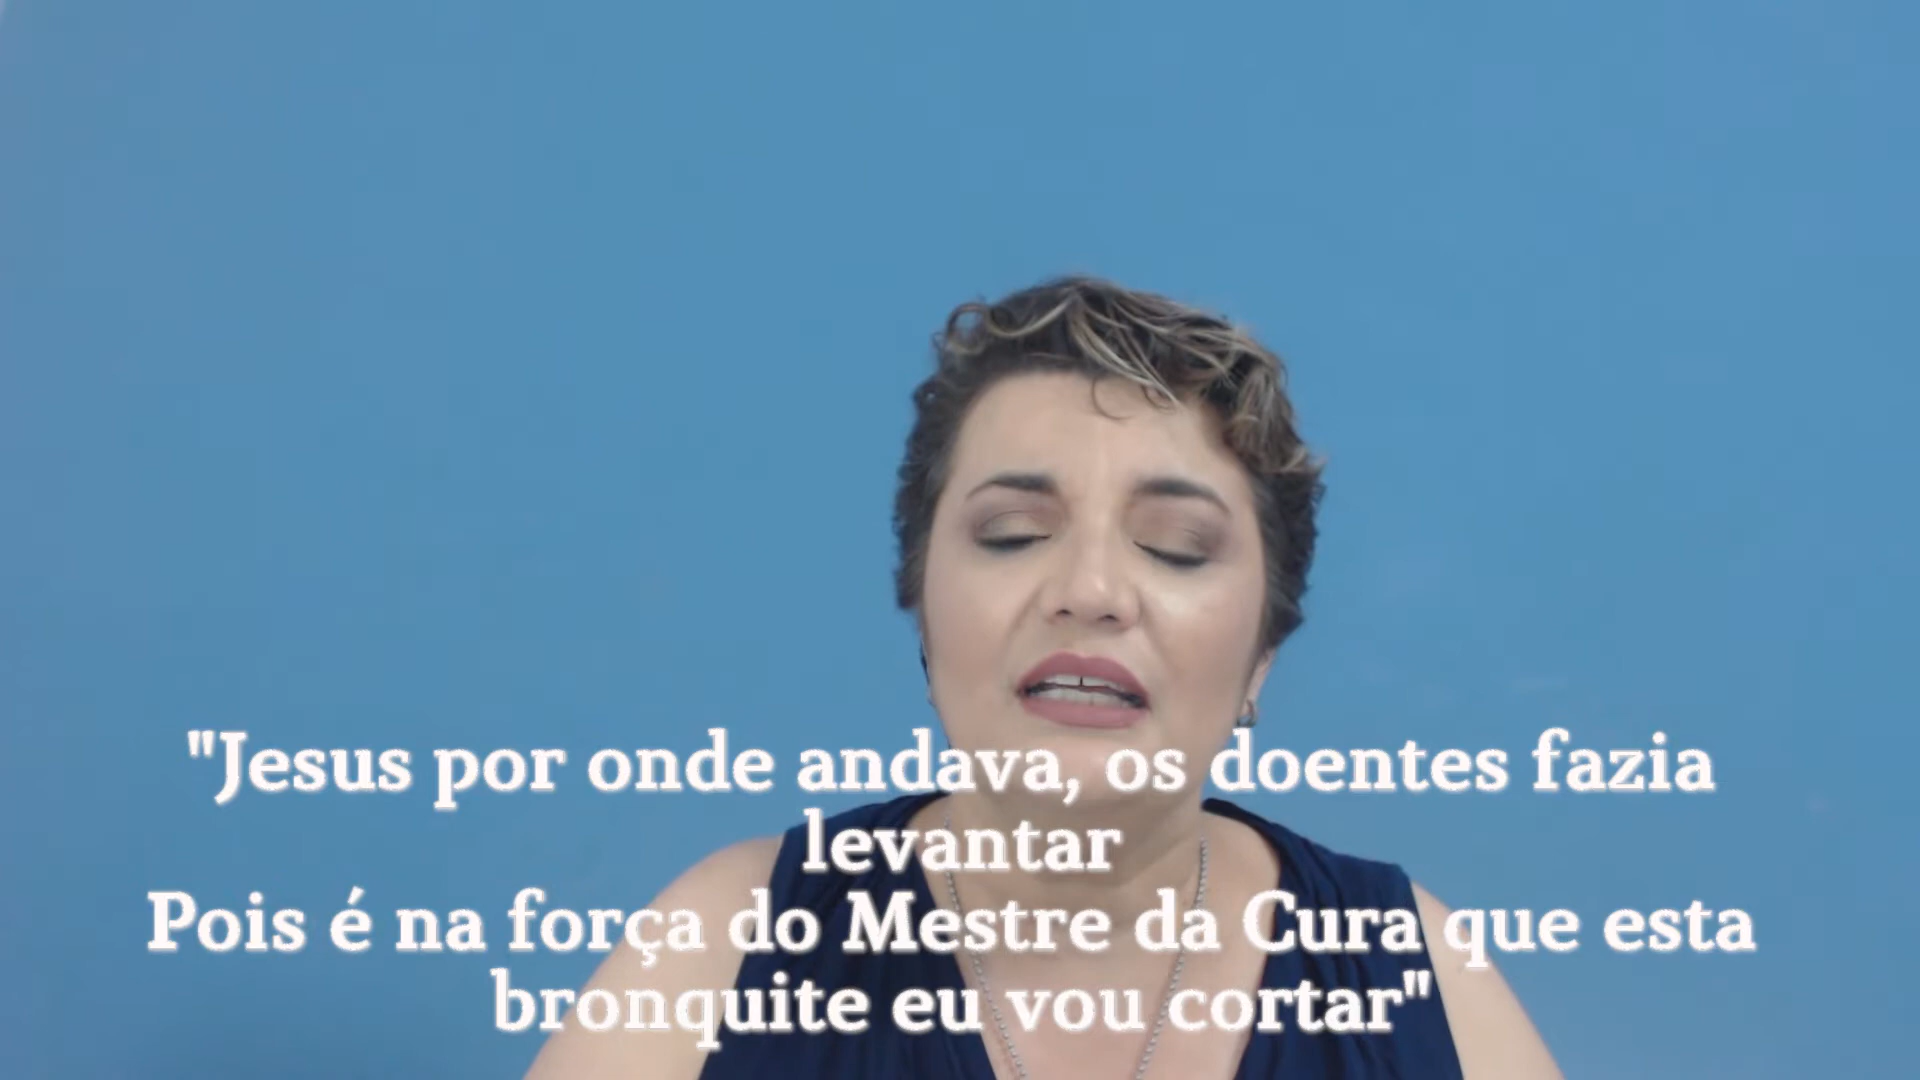 "Jesus por onde andava, os doentes fazia
levantar
Pois é na força do Mestre da Cura que esta
bronquite eu vou cortar"